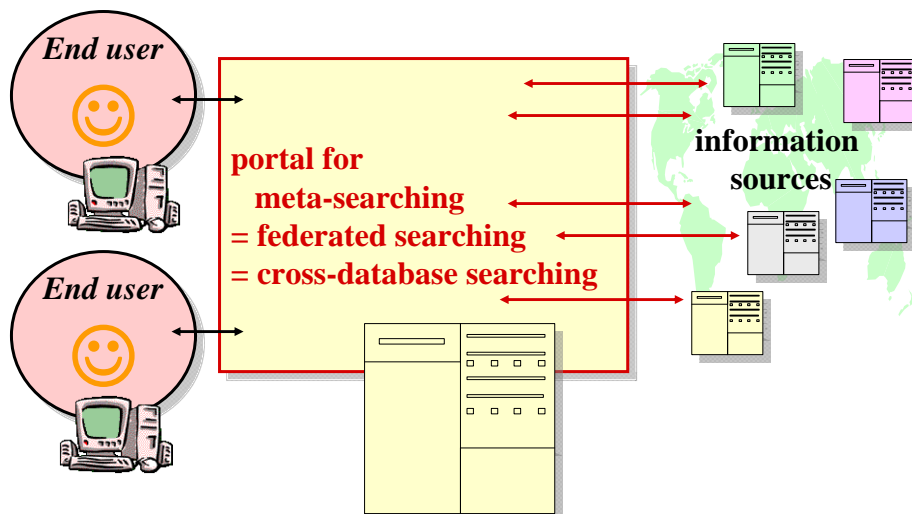 End user
portal for
meta-searching
= federated searching
= cross-database searching
information
sources
End user